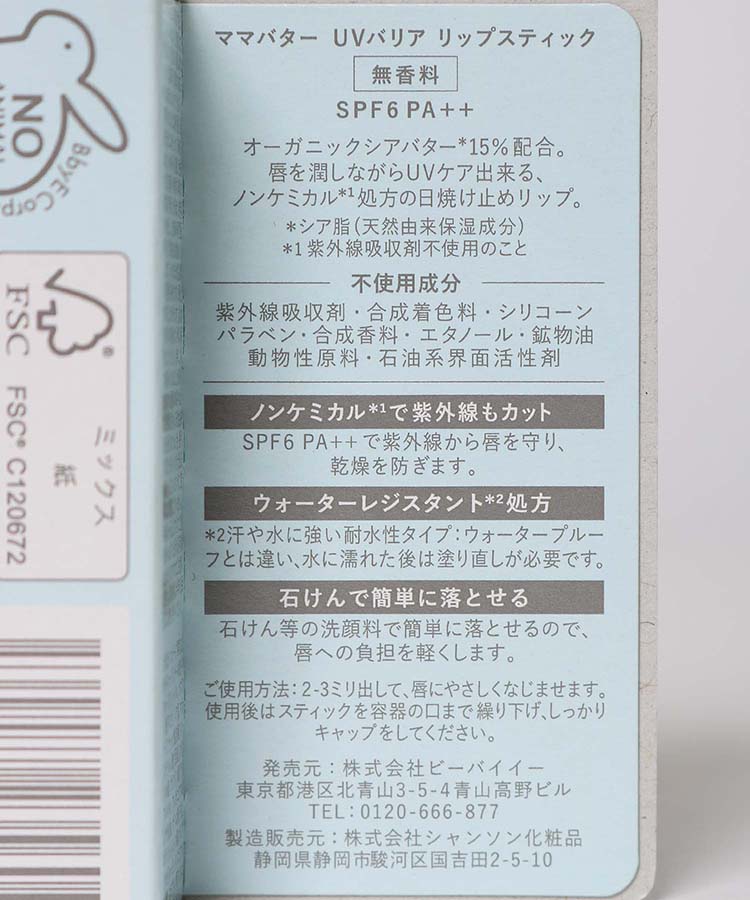 ママバター UVバリア リップスティック
無香料
SPF6 PA++
オーガニックシアバター*15%配合。
唇を潤しながらUVケア出来る、
ノンケミカル*1処方の日焼け止めリップ。
*シア脂(天然由来保湿成分)
*1 紫外線吸収剤不使用のこと
不使用成分
紫外線吸収剤・合成着色料・シリコーン
パラベン・合成香料・エタノール・鉱物油
動物性原料・石油系界面活性剤
ノンケミカル*1で紫外線もカット
SPF6 PA++で紫外線から唇を守り、
乾燥を防ぎます。
ウォーターレジスタント*2処方
*2汗や水に強い耐水性タイプ:ウォータープルー
フとは違い、水に濡れた後は塗り直しが必要です。
石けんで簡単に落とせる
石けん等の洗顔料で簡単に落とせるので、
唇への負担を軽くします。
ご使用方法:2-3ミリ出して、唇にやさしくなじませます。
使用後はスティックを容器の口まで繰り下げ、しっかり
キャップをしてください。
発売元:株式会社ビーバイイー
東京都港区北青山3-5-4青山高野ビル
TEL:0120-666-877
製造販売元:株式会社シャンソン化粧品
静岡県静岡市駿河区国吉田2-5-10
NO
BbyE Corp
FSC®
ミックス
紙
FSC® C120672